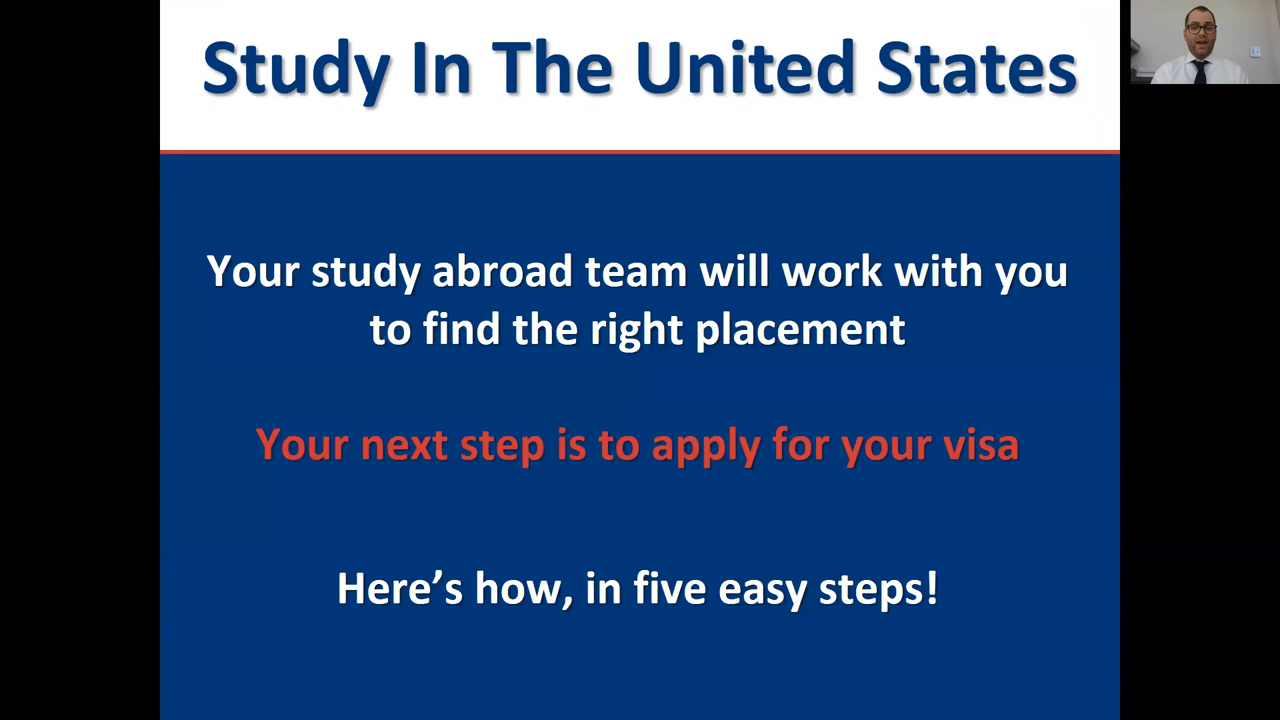 Study In The United States
Your study abroad team will work with you
to find the right placement
Your next step is to apply for your visa
Here’s how, in five easy steps!